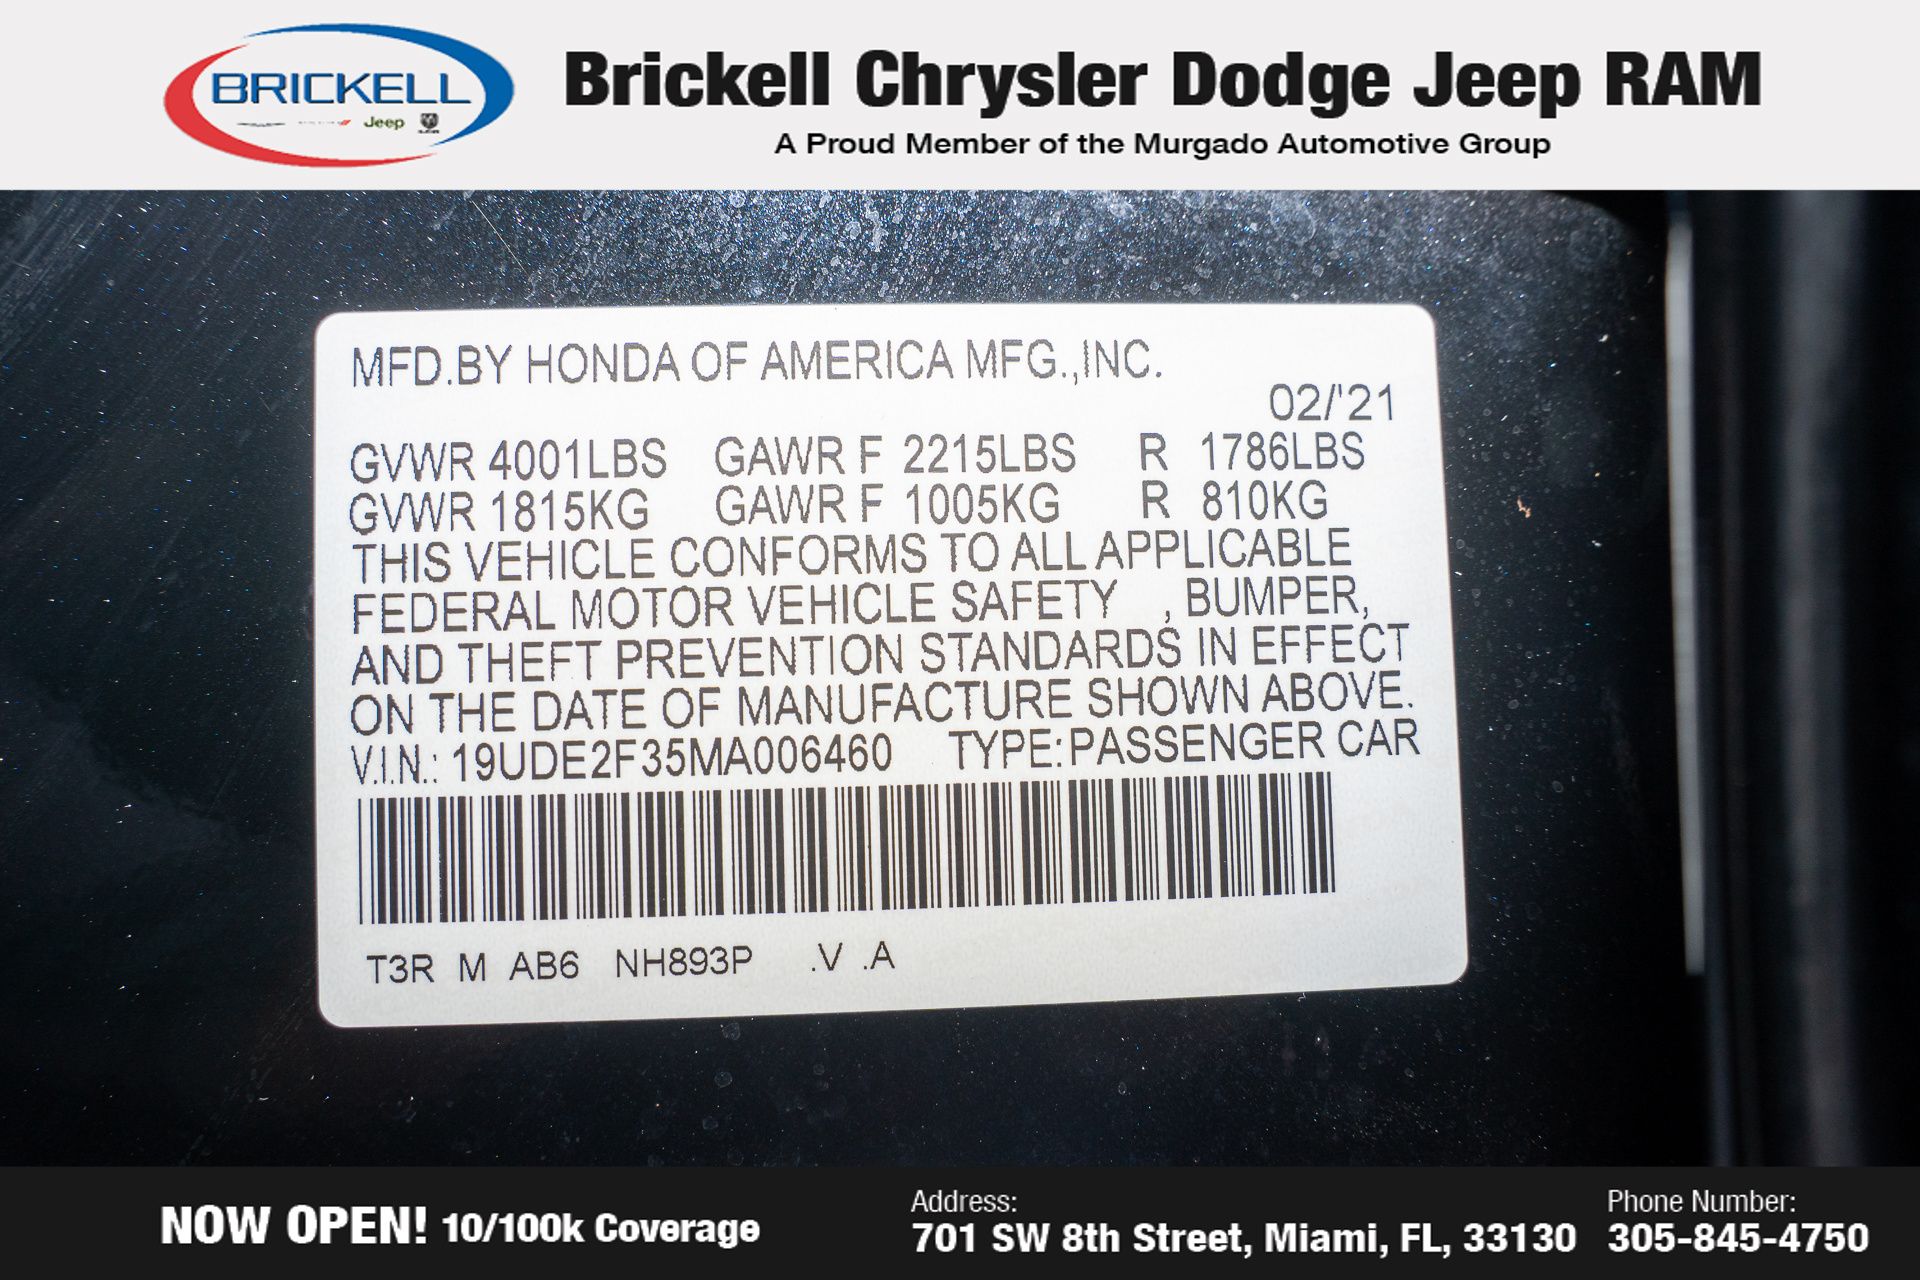 BRICKELL
Jeep
Brickell Chrysler Dodge Jeep RAM
A Proud Member of the Murgado Automotive Group
MFD.BY HONDA OF AMERICA MFG.,INC.
02/'21
GVWR 4001LBS GAWR F 2215LBS R 1786LBS
GVWR 1815KG GAWR F 1005KG R 810KG
THIS VEHICLE CONFORMS TO ALL APPLICABLE
FEDERAL MOTOR VEHICLE SAFETY , BUMPER,
AND THEFT PREVENTION STANDARDS IN EFFECT
ON THE DATE OF MANUFACTURE SHOWN ABOVE.
V.I.N.: 19UDE2F35MA006460 TYPE:PASSENGER CAR
T3R M AB6 NH893P .V .A
NOW OPEN! 10/100k Coverage
Address:
701 SW 8th Street, Miami, FL, 33130
Phone Number:
305-845-4750